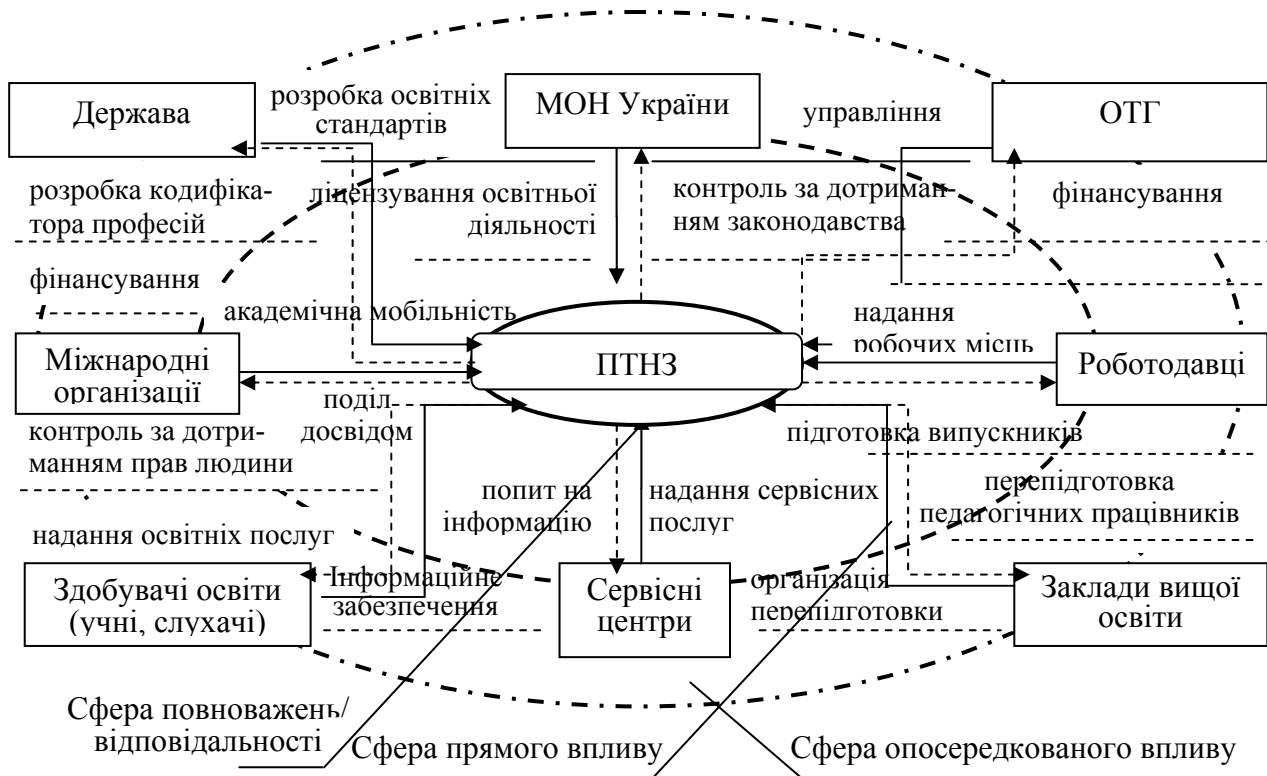 Держава
розробка освітніх
стандартів
МОН України
управління
ОТГ
розробка кодифіка-
тора професій
ліцензування освітньої
діяльності
контроль за дотриман-
ням законодавства
фінансування
фінансування
академічна мобільність
надання
робочих місць
Міжнародні
організації
ПТНЗ
Роботодавці
поділ
досвідом
контроль за дотри-
манням прав людини
підготовка випускників
попит на
інформацію
надання сервісних
послуг
перепідготовка
педагогічних працівників
надання освітніх послуг
Здобувачі освіти
(учні, слухачі)
Інформаційне
забезпечення
Сервісні
центри
організація
перепідготовки
Заклади вищої
освіти
Сфера повноважень/
відповідальності
Сфера прямого впливу
Сфера опосередкованого впливу